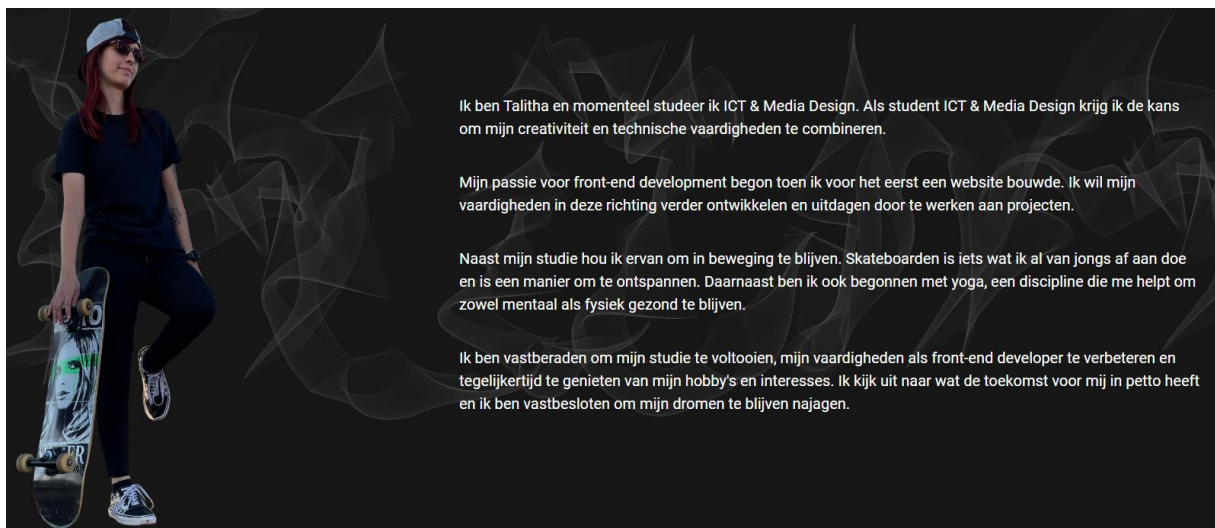 Ik ben Talitha en momenteel studeer ik ICT & Media Design. Als student ICT & Media Design krijg ik de kans
om mijn creativiteit en technische vaardigheden te combineren.
Mijn passie voor front-end development begon toen ik voor het eerst een website bouwde. Ik wil mijn
vaardigheden in deze richting verder ontwikkelen en uitdagen door te werken aan projecten.
Naast mijn studie hou ik ervan om in beweging te blijven. Skateboarden is iets wat ik al van jongs af aan doe
en is een manier om te ontspannen. Daarnaast ben ik ook begonnen met yoga, een discipline die me helpt om
zowel mentaal als fysiek gezond te blijven.
Ik ben vastberaden om mijn studie te voltooien, mijn vaardigheden als front-end developer te verbeteren en
tegelijkertijd te genieten van mijn hobby's en interesses. Ik kijk uit naar wat de toekomst voor mij in petto heeft
en ik ben vastbesloten om mijn dromen te blijven najagen.